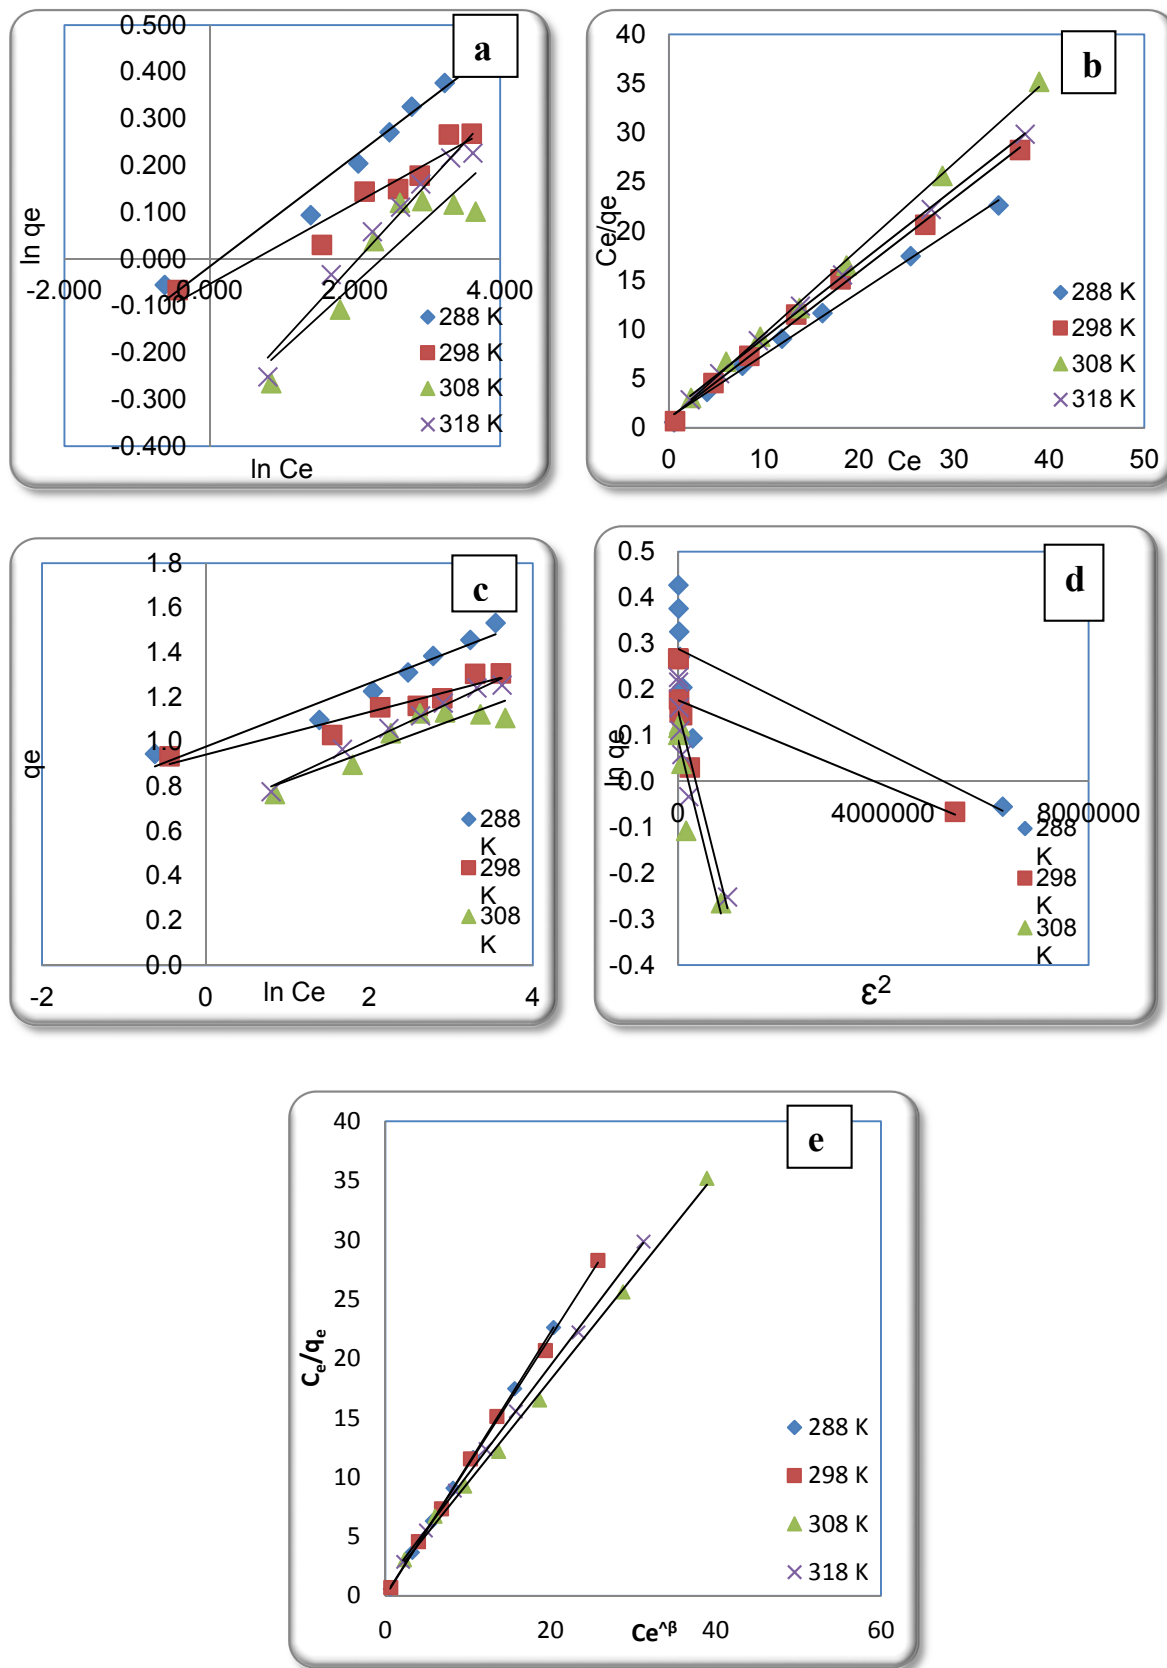 a
0.500
0.400
0.300
0.200
0.100
0.000
-0.100
-0.200
-0.300
-0.400
-2.000 0.000 2.000 4.000
ln qe
ln Ce
288 K
298 K
308 K
318 K
b
40
35
30
25
20
15
10
5
0
0 10 20 30 40 50
Ce/qe
Ce
288 K
298 K
308 K
318 K
c
1.8
1.6
1.4
1.2
1.0
0.8
0.6
0.4
0.2
0.0
-2 0 2 4
qe
ln Ce
288
K
298
K
308
K
d
0.5
0.4
0.3
0.2
0.1
0.0
-0.1
-0.2
-0.3
-0.4
0 4000000 8000000
ln qe
ε2
288
K
298
K
308
K
e
40
35
30
25
20
15
10
5
0
0 20 40 60
Ce/qe
Ce^β
288 K
298 K
308 K
318 K